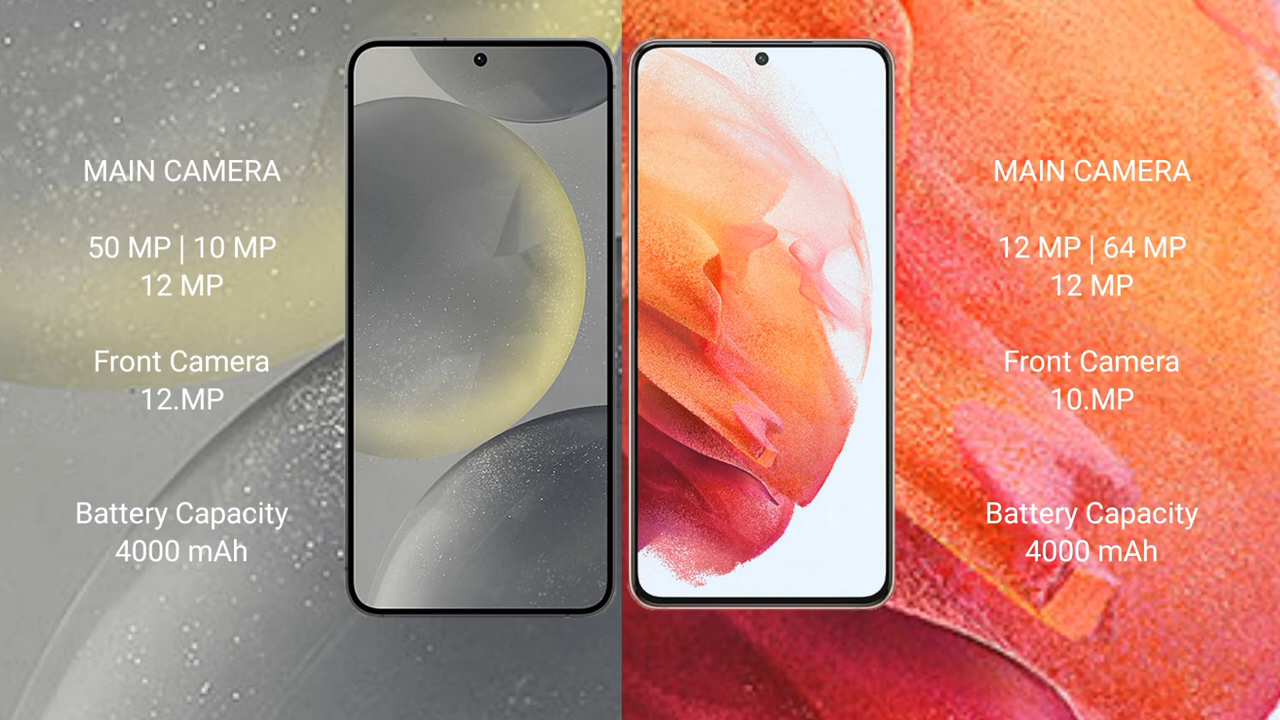 MAIN CAMERA
50 MP | 10 MP
12 MP
Front Camera
12.MP
Battery Capacity
4000 mAh
MAIN CAMERA
12 MP | 64 MP
12 MP
Front Camera
10.MP
Battery Capacity
4000 mAh